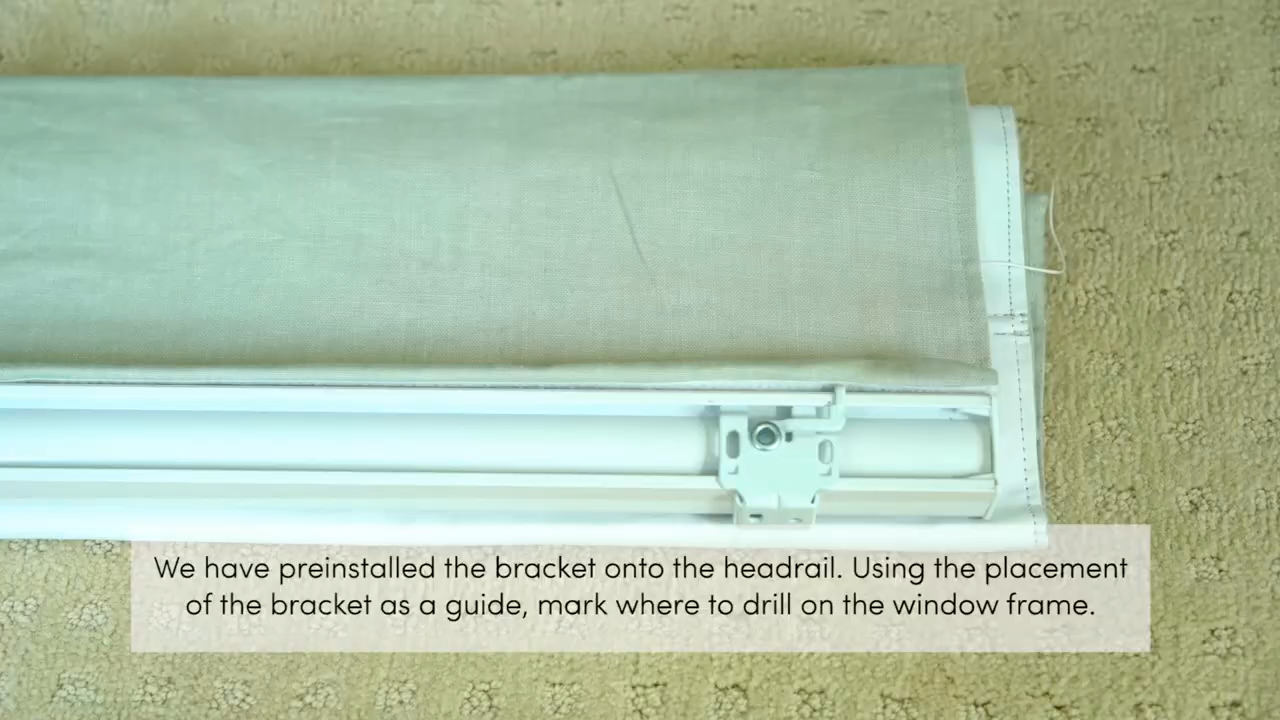 We have preinstalled the bracket onto the headrail. Using the placement
of the bracket as a guide, mark where to drill on the window frame.